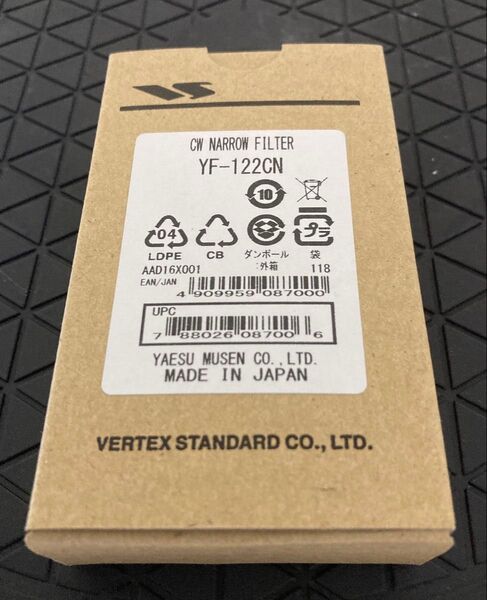 VS
CW NARROW FILTER
YF-122CN
10
04 LDPE
CB
ダンボール
外箱
プラ
袋
AAD16X001
118
EAN/JAN
4 909959 087000
UPC
7 88026 08700 6
YAESU MUSEN CO., LTD.
MADE IN JAPAN
VERTEX STANDARD CO., LTD.